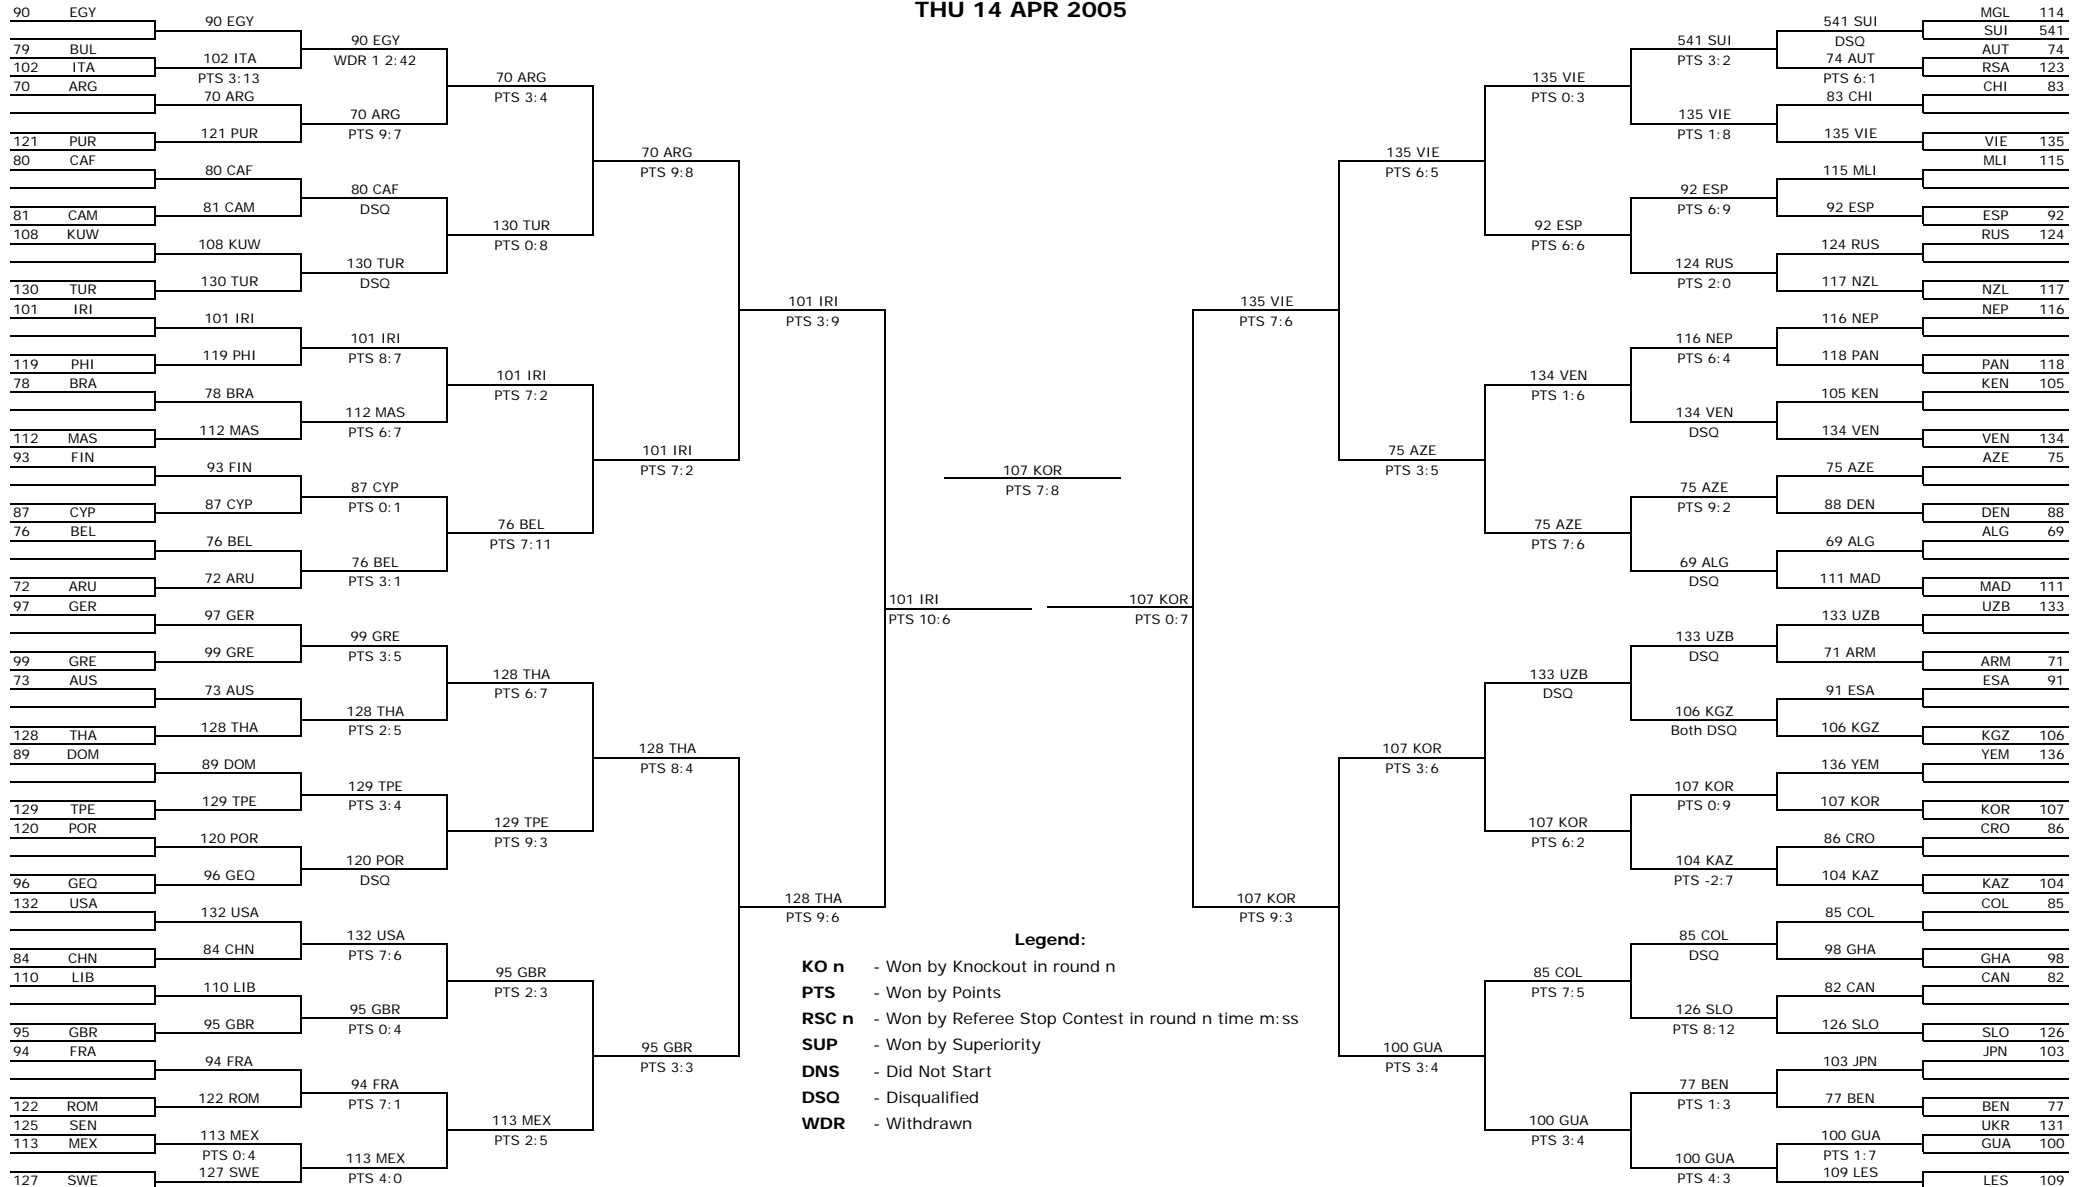 THU 14 APR 2005
90 EGY
79 BUL
102 ITA
70 ARG
121 PUR
80 CAF
81 CAM
108 KUW
130 TUR
101 IRI
119 PHI
78 BRA
112 MAS
93 FIN
87 CYP
76 BEL
72 ARU
97 GER
99 GRE
73 AUS
128 THA
89 DOM
129 TPE
120 POR
96 GEQ
132 USA
84 CHN
110 LIB
95 GBR
94 FRA
122 ROM
125 SEN
113 MEX
127 SWE
90 EGY
102 ITA
PTS 3:13
70 ARG
121 PUR
80 CAF
81 CAM
108 KUW
130 TUR
101 IRI
119 PHI
78 BRA
112 MAS
93 FIN
87 CYP
76 BEL
72 ARU
97 GER
99 GRE
73 AUS
128 THA
89 DOM
129 TPE
120 POR
96 GEQ
132 USA
84 CHN
110 LIB
95 GBR
94 FRA
122 ROM
113 MEX
PTS 0:4
127 SWE
90 EGY
WDR 1 2:42
70 ARG
PTS 9:7
80 CAF
DSQ
130 TUR
DSQ
101 IRI
PTS 8:7
112 MAS
PTS 6:7
87 CYP
PTS 0:1
76 BEL
PTS 3:1
99 GRE
PTS 3:5
128 THA
PTS 2:5
129 TPE
PTS 3:4
120 POR
DSQ
132 USA
PTS 7:6
95 GBR
PTS 0:4
94 FRA
PTS 7:1
113 MEX
PTS 4:0
70 ARG
PTS 3:4
130 TUR
PTS 0:8
101 IRI
PTS 7:2
76 BEL
PTS 7:11
128 THA
PTS 6:7
129 TPE
PTS 9:3
95 GBR
PTS 2:3
113 MEX
PTS 2:5
70 ARG
PTS 9:8
101 IRI
PTS 7:2
128 THA
PTS 8:4
95 GBR
PTS 3:3
101 IRI
PTS 3:9
128 THA
PTS 9:6
101 IRI
PTS 10:6
107 KOR
PTS 7:8
107 KOR
PTS 0:7
135 VIE
PTS 7:6
107 KOR
PTS 9:3
135 VIE
PTS 6:5
75 AZE
PTS 3:5
107 KOR
PTS 3:6
100 GUA
PTS 3:4
135 VIE
PTS 0:3
92 ESP
PTS 6:6
134 VEN
PTS 1:6
75 AZE
PTS 7:6
133 UZB
DSQ
107 KOR
PTS 6:2
85 COL
PTS 7:5
100 GUA
PTS 3:4
541 SUI
PTS 3:2
135 VIE
PTS 1:8
92 ESP
PTS 6:9
124 RUS
PTS 2:0
116 NEP
PTS 6:4
134 VEN
DSQ
75 AZE
PTS 9:2
69 ALG
DSQ
133 UZB
DSQ
106 KGZ
Both DSQ
107 KOR
PTS 0:9
104 KAZ
PTS -2:7
85 COL
DSQ
126 SLO
PTS 8:12
77 BEN
PTS 1:3
100 GUA
PTS 4:3
541 SUI
DSQ
74 AUT
PTS 6:1
83 CHI
135 VIE
115 MLI
92 ESP
124 RUS
117 NZL
116 NEP
118 PAN
105 KEN
134 VEN
75 AZE
88 DEN
69 ALG
111 MAD
133 UZB
71 ARM
91 ESA
106 KGZ
136 YEM
107 KOR
86 CRO
104 KAZ
85 COL
98 GHA
82 CAN
126 SLO
103 JPN
77 BEN
100 GUA
PTS 1:7
109 LES
MGL 114
SUI 541
AUT 74
RSA 123
CHI 83
VIE 135
MLI 115
ESP 92
RUS 124
NZL 117
NEP 116
PAN 118
KEN 105
VEN 134
AZE 75
DEN 88
ALG 69
MAD 111
UZB 133
ARM 71
ESA 91
KGZ 106
YEM 136
KOR 107
CRO 86
KAZ 104
COL 85
GHA 98
CAN 82
SLO 126
JPN 103
BEN 77
UKR 131
GUA 100
LES 109
Legend:
KO n - Won by Knockout in round n
PTS - Won by Points
RSC n - Won by Referee Stop Contest in round n time m:ss
SUP - Won by Superiority
DNS - Did Not Start
DSQ - Disqualified
WDR - Withdrawn